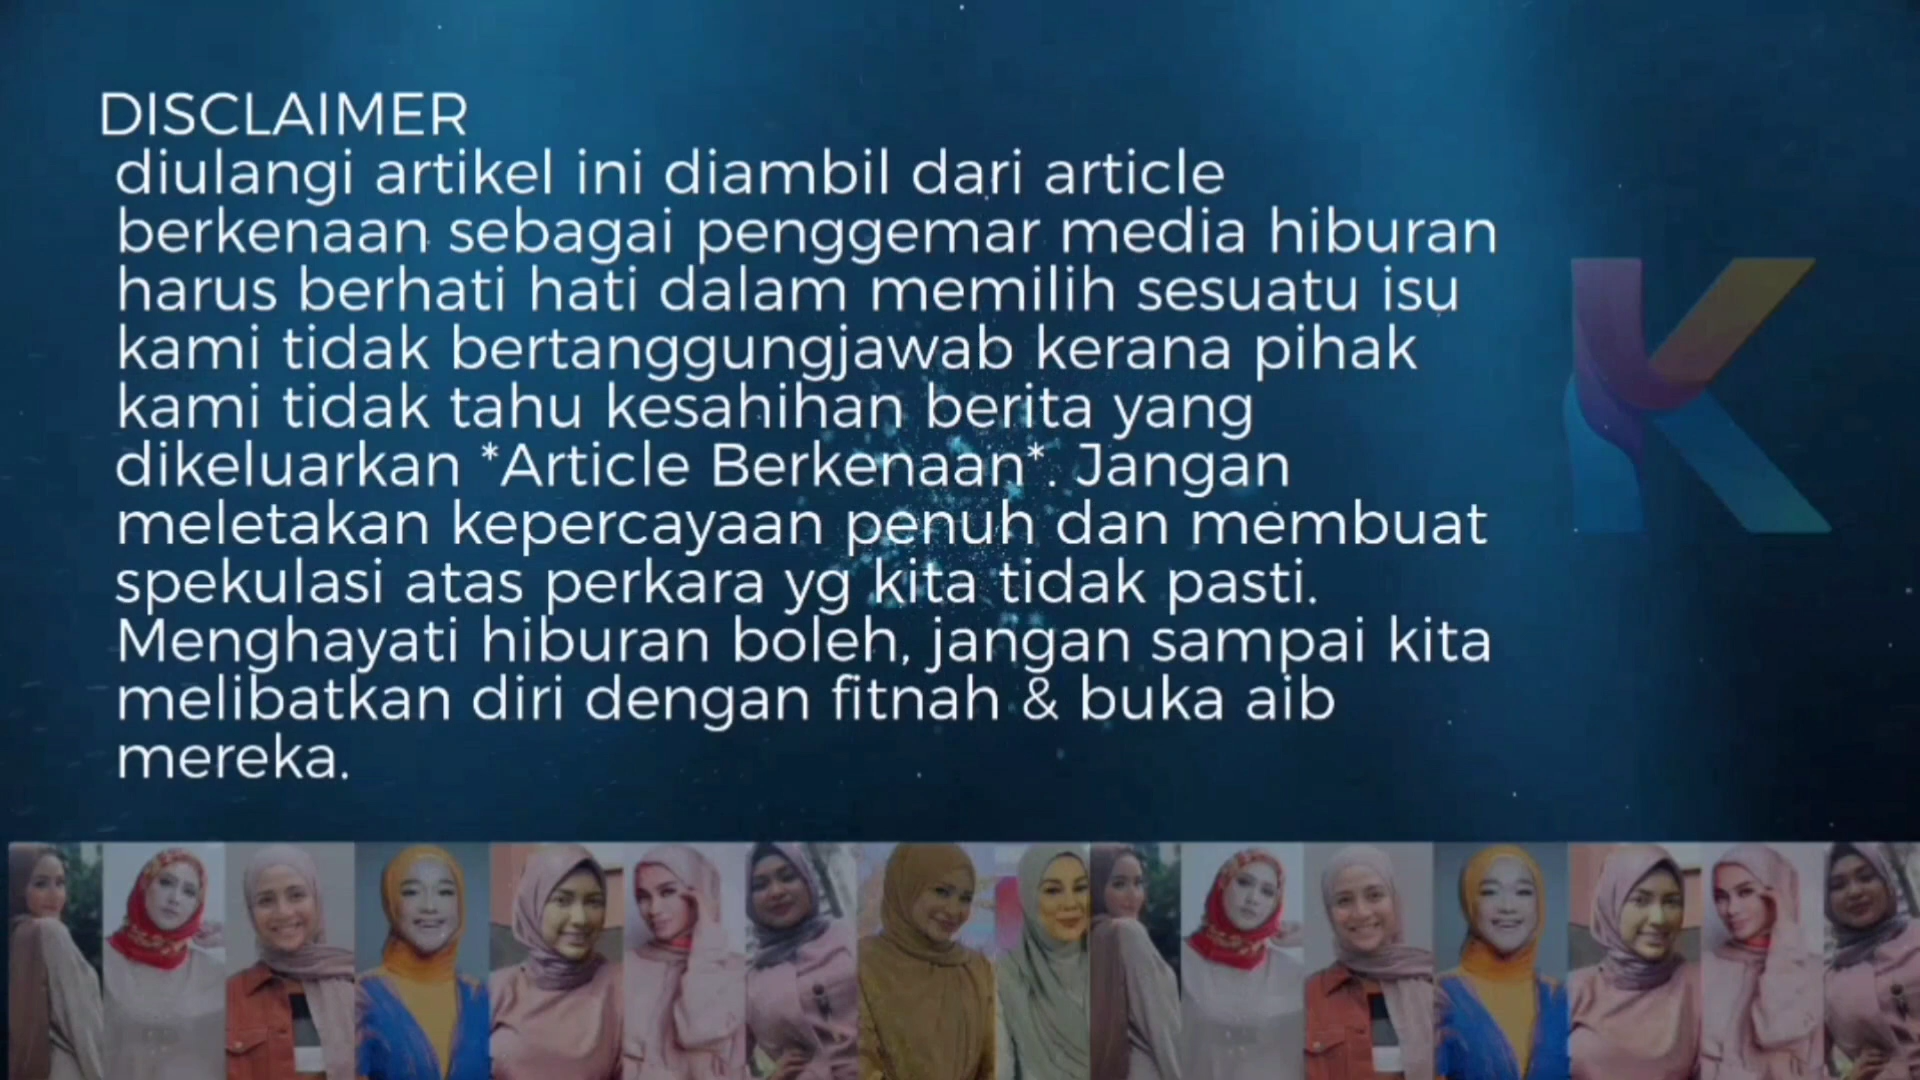 DISCLAIMER
diulangi artikel ini diambil dari article
berkenaan sebagai penggemar media hiburan
harus berhati hati dalam memilih sesuatu isu
kami tidak bertanggungjawab kerana pihak
kami tidak tahu kesahihan berita yang
dikeluarkan *Article Berkenaan*. Jangan
meletakan kepercayaan penuh dan membuat
spekulasi atas perkara yg kita tidak pasti.
Menghayati hiburan boleh, jangan sampai kita
melibatkan diri dengan fitnah & buka aib
mereka.